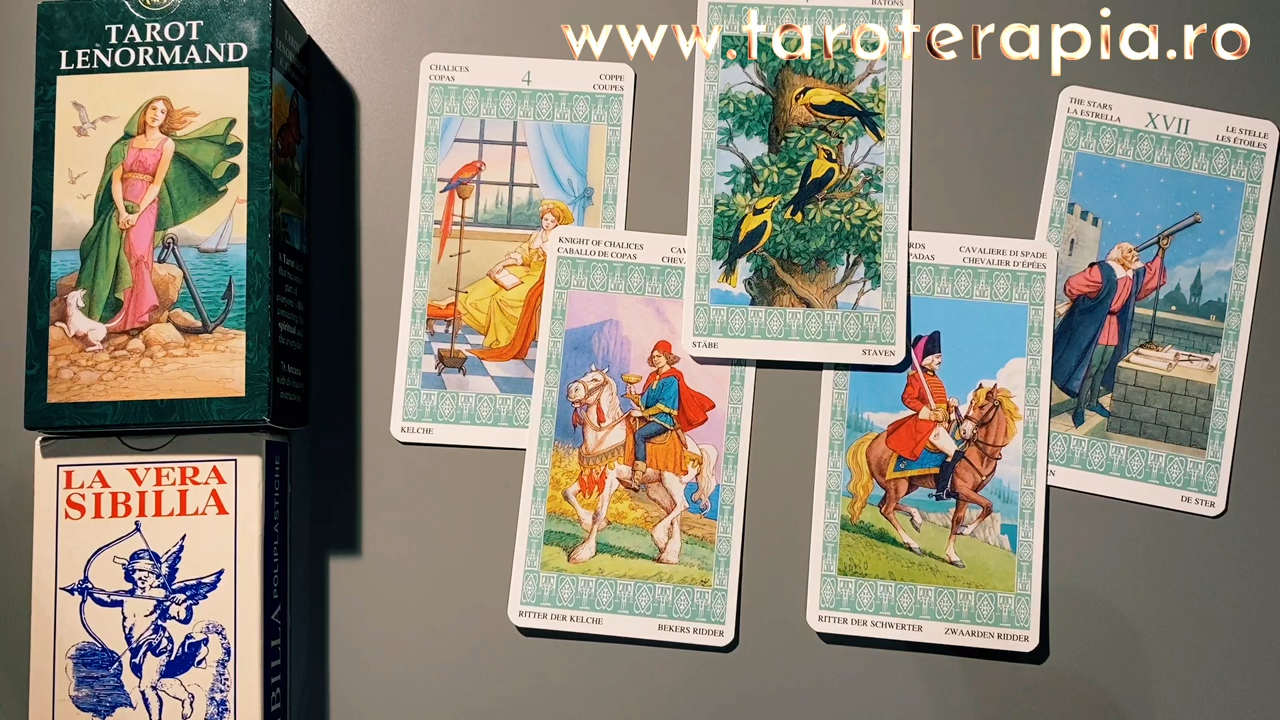 www.taroterapia.ro
TAROT
LENORMAND
LA VERA
SIBILLA
POLIPLASTICHE
CHALICES
COPAS
4
COPPE
COUPES
KELCHE
KNIGHT OF CHALICES
CABALLO DE COPAS
RITTER DER KELCHE
BEKERS RIDDER
BATONS
STÄBE
STAVEN
CAVALIERE DI SPADE
CHEVALIER D'ÉPÉES
RITTER DER SCHWERTER
ZWAARDEN RIDDER
THE STARS
LA ESTRELLA
XVII
LE STELLE
LES ÉTOILES
DE STER